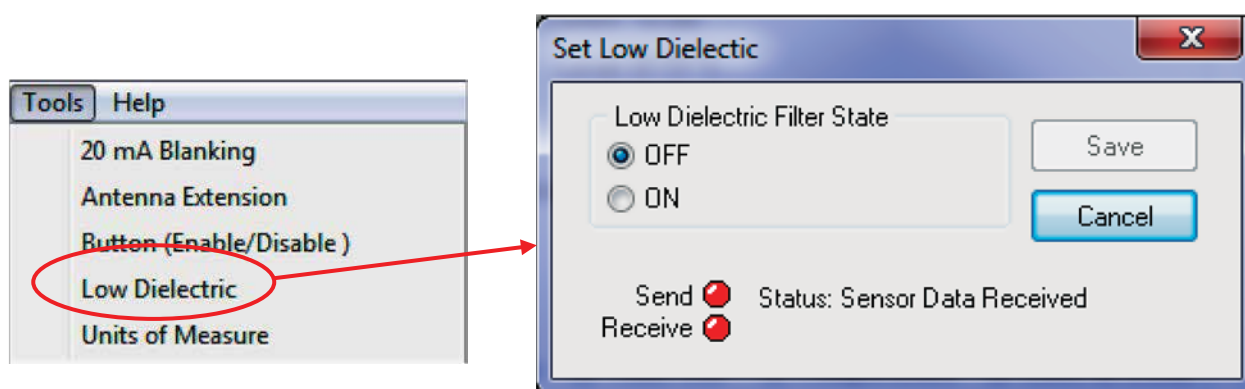 Tools Help
20 mA Blanking
Antenna Extension
Button (Enable/Disable )
Low Dielectric
Units of Measure
Set Low Dielectic
X
Low Dielectric Filter State
OFF
ON
Save
Cancel
Send Status: Sensor Data Received
Receive